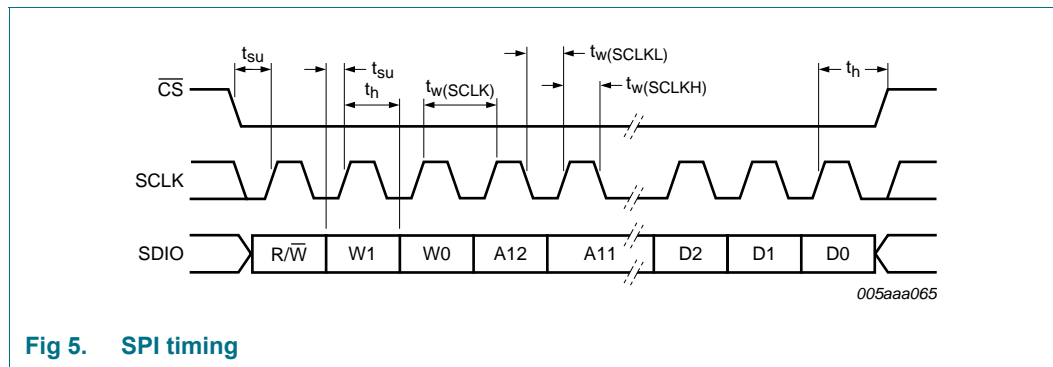 tsu
tsu
th
tw(SCLK)
tw(SCLKL)
tw(SCLKH)
th
CS
SCLK
SDIO
R/W W1 W0 A12 A11 D2 D1 D0
005aaa065
Fig 5. SPI timing